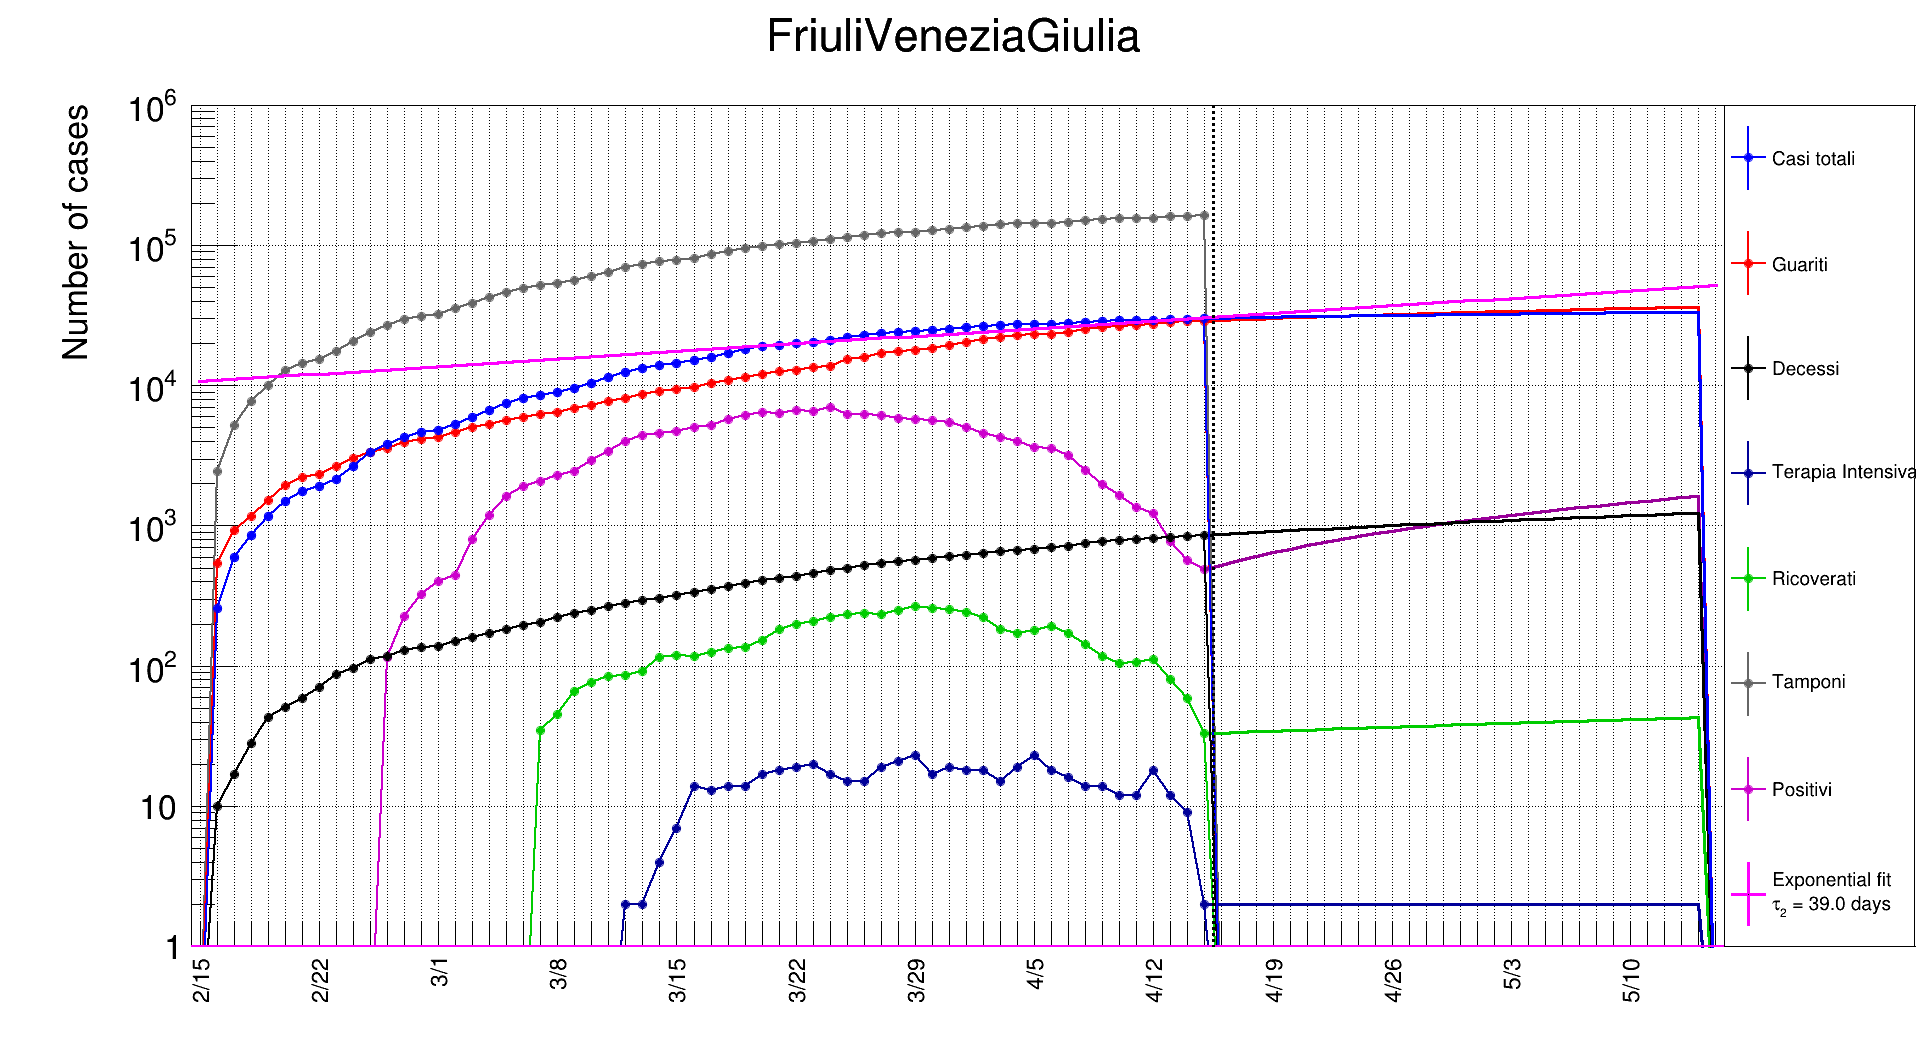 FriuliVeneziaGiulia
Number of cases
10^6
10^5
10^4
10^3
10^2
10
1
2/15 2/22 3/1 3/8 3/15 3/22 3/29 4/5 4/12 4/19 4/26 5/3 5/10
Casi totali
Guariti
Decessi
Terapia Intensiva
Ricoverati
Tamponi
Positivi
Exponential fit
τ₂ = 39.0 days